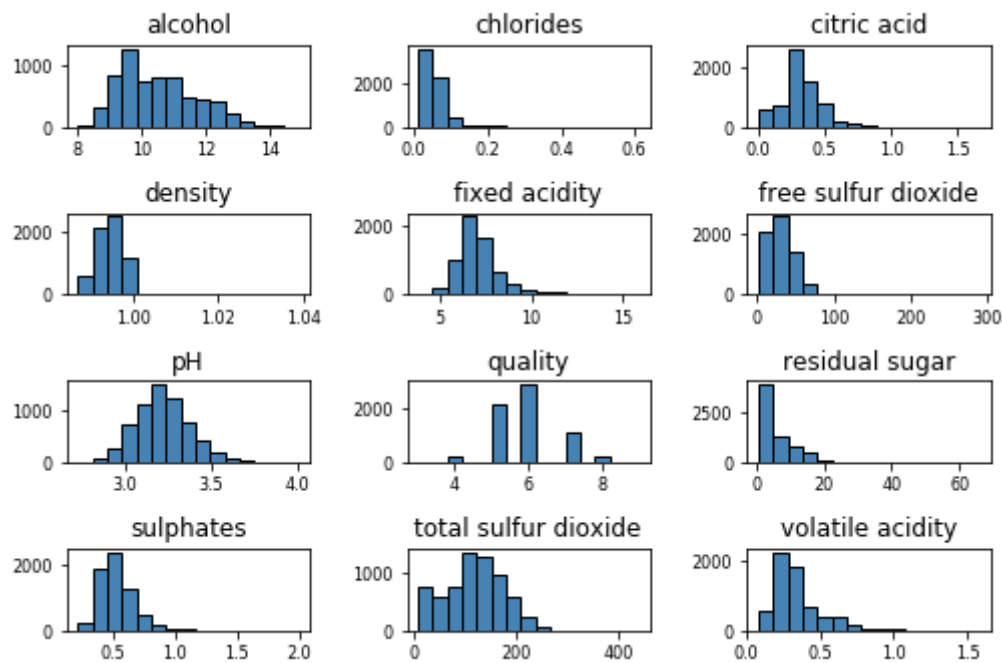 alcohol chlorides citric acid
1000 2000 2000
0 0 0
8 10 12 14 0.0 0.2 0.4 0.6 0.0 0.5 1.0 1.5
density fixed acidity free sulfur dioxide
2000 2000 2000
0 0 0
1.00 1.02 1.04 5 10 15 0 100 200 300
pH quality residual sugar
1000 2000 2500
0 0 0
3.0 3.5 4.0 4 6 8 0 20 40 60
sulphates total sulfur dioxide volatile acidity
2000 1000 2000
0 0 0
0.5 1.0 1.5 2.0 0 200 400 0.0 0.5 1.0 1.5